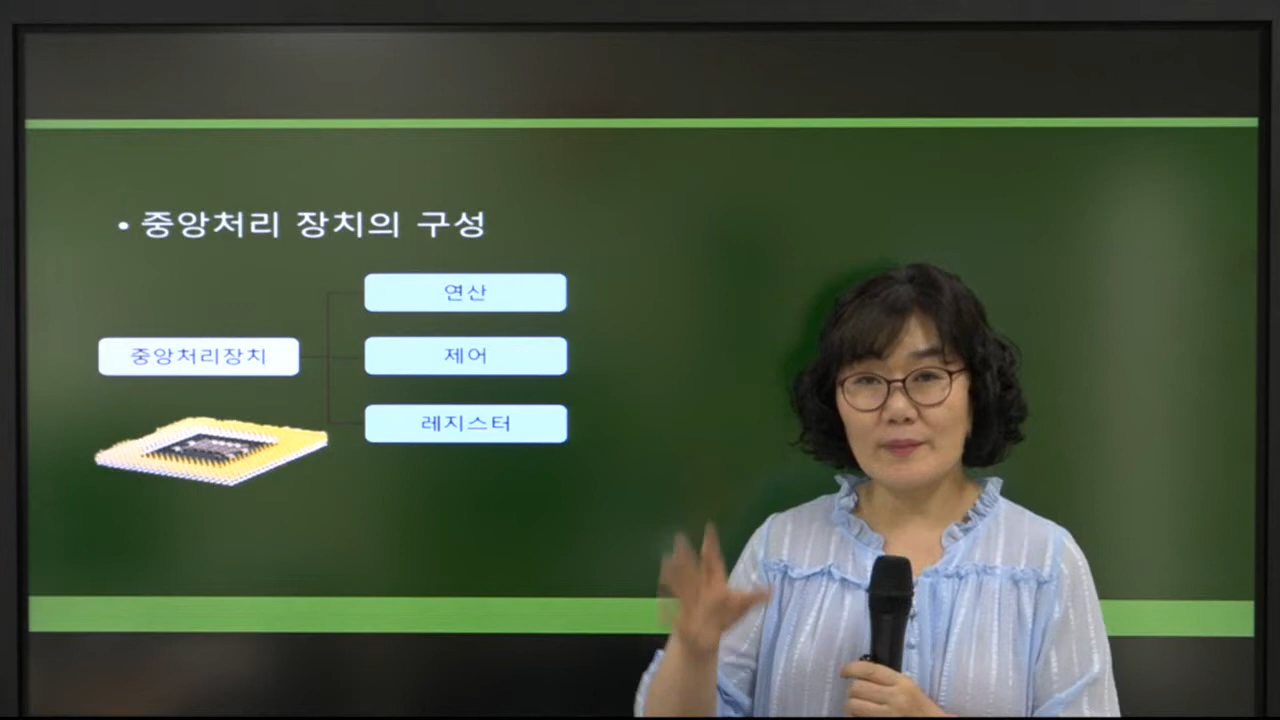 • 중앙처리 장치의 구성
연산
중앙처리장치
제어
레지스터